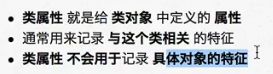 类属性 就是给 类对象 中定义的 属性
通常用来记录 与这个类相关 的特征
类属性 不会用于记录 具体对象的特征